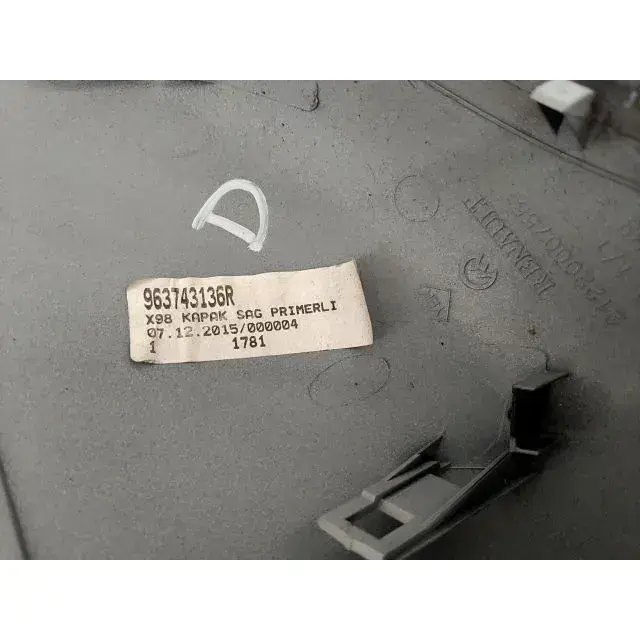 D
963743136R
X98 KAPAK SAG PRIMERLI
07.12.2015/000004
1 1781
RENAULT